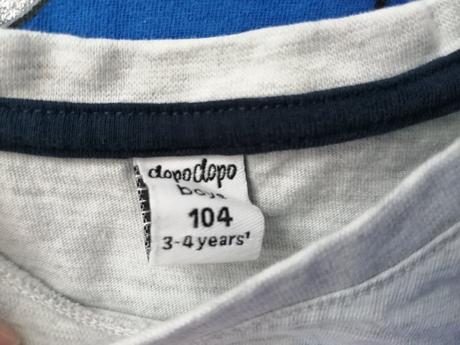 dopodopo
boys
104
3-4 years¹